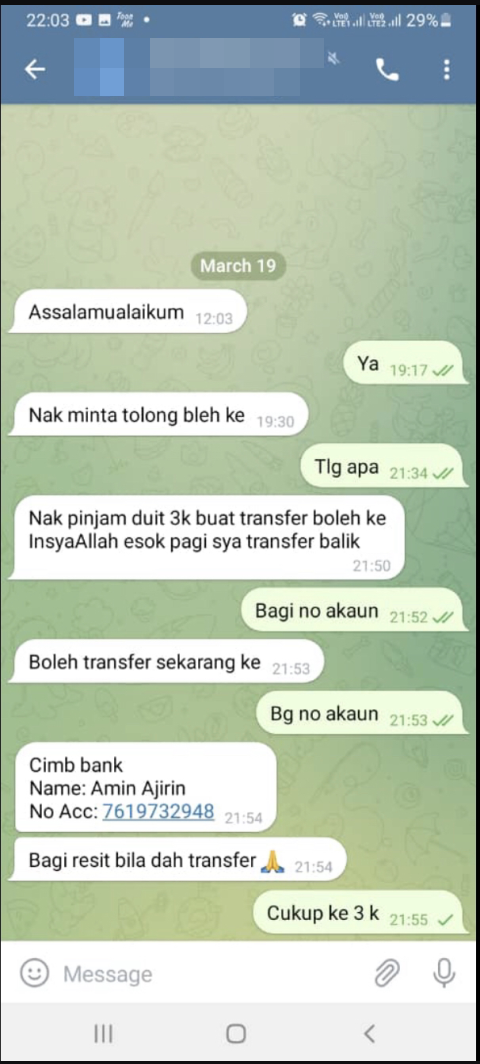 22:03 29%
March 19
Assalamualaikum 12:03
Ya 19:17
Nak minta tolong bleh ke 19:30
Tlg apa 21:34
Nak pinjam duit 3k buat transfer boleh ke
InsyaAllah esok pagi sya transfer balik
21:50
Bagi no akaun 21:52
Boleh transfer sekarang ke 21:53
Bg no akaun 21:53
Cimb bank
Name: Amin Ajirin
No Acc: 7619732948 21:54
Bagi resit bila dah transfer 🙏 21:54
Cukup ke 3 k 21:55
Message